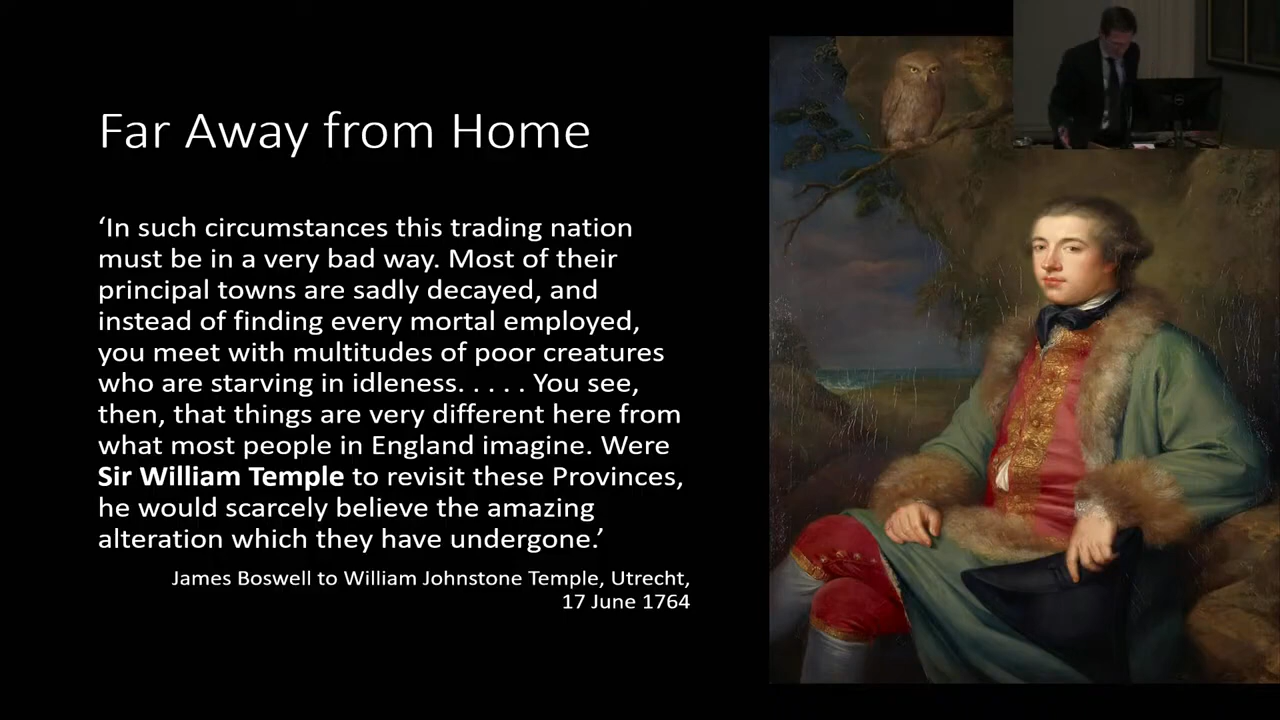 Far Away from Home
‘In such circumstances this trading nation
must be in a very bad way. Most of their
principal towns are sadly decayed, and
instead of finding every mortal employed,
you meet with multitudes of poor creatures
who are starving in idleness. . . . . You see,
then, that things are very different here from
what most people in England imagine. Were
Sir William Temple to revisit these Provinces,
he would scarcely believe the amazing
alteration which they have undergone.’
James Boswell to William Johnstone Temple, Utrecht,
17 June 1764